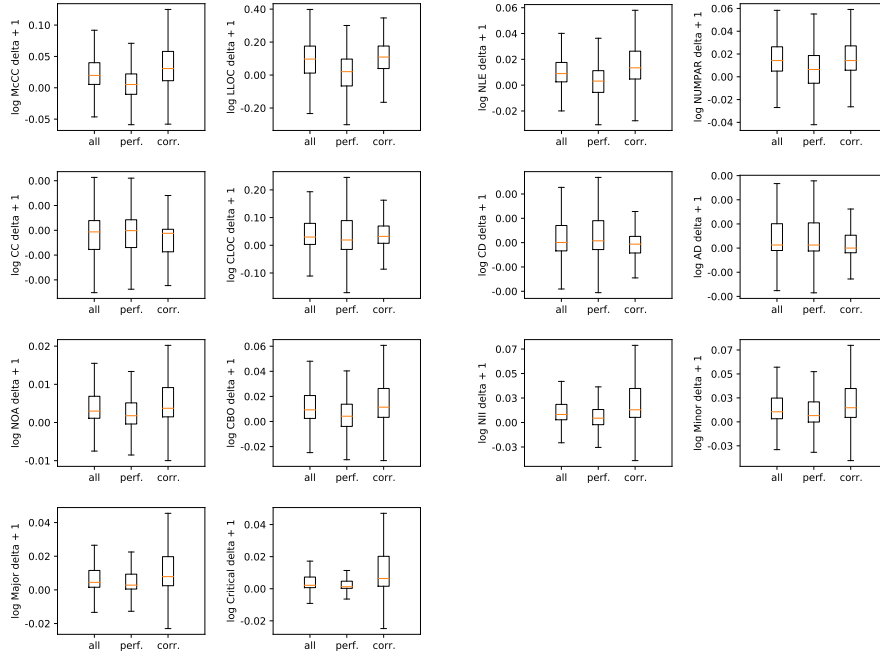 log McCC delta + 1
0.10
0.05
0.00
-0.05
all perf. corr.
log LLOC delta + 1
0.40
0.20
0.00
-0.20
all perf. corr.
log NLE delta + 1
0.06
0.04
0.02
0.00
-0.02
all perf. corr.
log NUMPAR delta + 1
0.06
0.04
0.02
0.00
-0.02
-0.04
all perf. corr.
log CC delta + 1
0.00
0.00
0.00
-0.00
-0.00
all perf. corr.
log CLOC delta + 1
0.20
0.10
0.00
-0.10
all perf. corr.
log CD delta + 1
0.00
0.00
0.00
-0.00
-0.00
all perf. corr.
log AD delta + 1
0.00
0.00
0.00
0.00
-0.00
-0.00
all perf. corr.
log NOA delta + 1
0.02
0.01
0.00
-0.01
all perf. corr.
log CBO delta + 1
0.06
0.04
0.02
0.00
-0.02
all perf. corr.
log NII delta + 1
0.07
0.05
0.03
0.00
-0.03
all perf. corr.
log Minor delta + 1
0.07
0.05
0.03
0.00
-0.03
all perf. corr.
log Major delta + 1
0.04
0.02
0.00
-0.02
all perf. corr.
log Critical delta + 1
0.04
0.02
0.00
-0.02
all perf. corr.